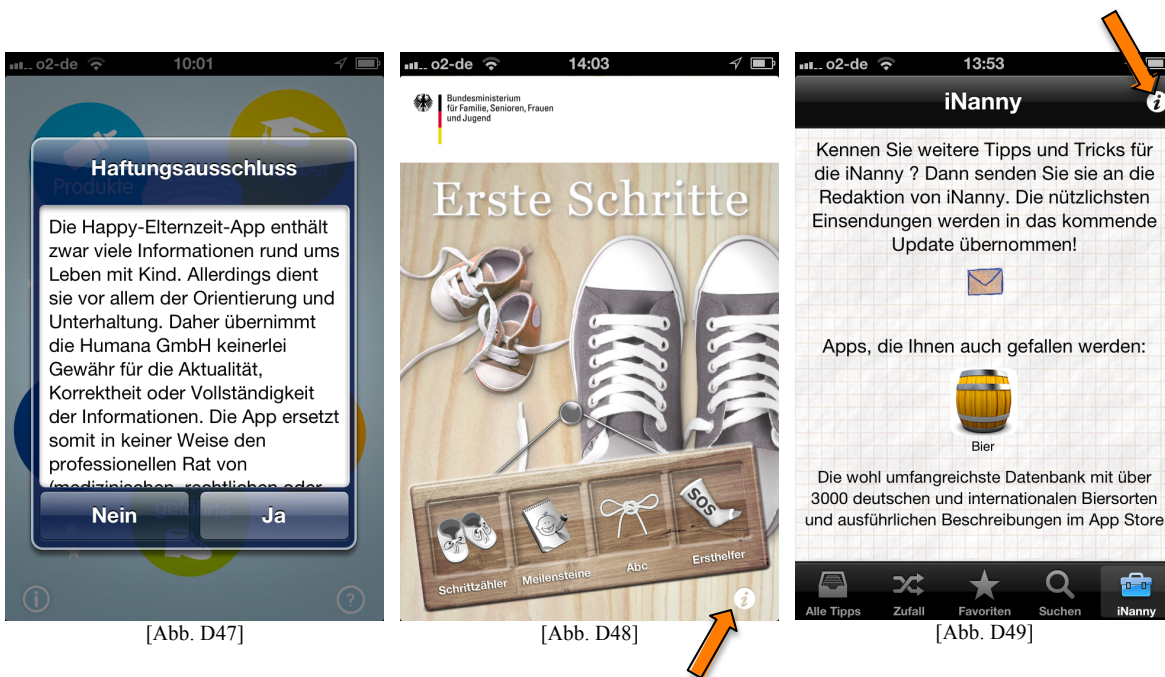 o2-de 10:01
Haftungsausschluss
Produkte
Die Happy-Elternzeit-App enthält
zwar viele Informationen rund ums
Leben mit Kind. Allerdings dient
sie vor allem der Orientierung und
Unterhaltung. Daher übernimmt
die Humana GmbH keinerlei
Gewähr für die Aktualität,
Korrektheit oder Vollständigkeit
der Informationen. Die App ersetzt
somit in keiner Weise den
professionellen Rat von
(medizinischen, rechtlichen oder
Nein Ja
[Abb. D47]
o2-de 14:03
Bundesministerium
für Familie, Senioren, Frauen
und Jugend
Erste Schritte
SOS
Schrittzähler Meilensteine Abc Ersthelfer
[Abb. D48]
o2-de 13:53
iNanny
Kennen Sie weitere Tipps und Tricks für
die iNanny ? Dann senden Sie sie an die
Redaktion von iNanny. Die nützlichsten
Einsendungen werden in das kommende
Update übernommen!
Apps, die Ihnen auch gefallen werden:
Bier
Die wohl umfangreichste Datenbank mit über
3000 deutschen und internationalen Biersorten
und ausführlichen Beschreibungen im App Store
Alle Tipps Zufall Favoriten Suchen iNanny
[Abb. D49]